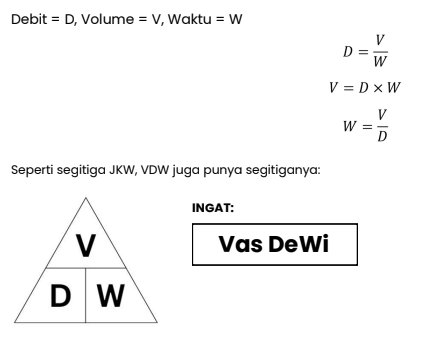 Debit = D, Volume = V, Waktu = W
D = V/W
V = D × W
W = V/D
Seperti segitiga JKW, VDW juga punya segitiganya:
INGAT:
Vas DeWi
V
D W